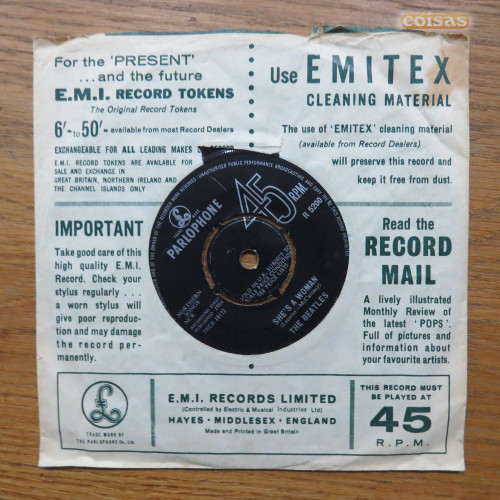 coisas
For the 'PRESENT'
...and the future
E.M.I. RECORD TOKENS
The Original Record Tokens
6'- to 50'- available from most Record Dealers
EXCHANGEABLE FOR ALL LEADING MAKES
E.M.I. RECORD TOKENS ARE AVAILABLE FOR
SALE AND EXCHANGE IN
GREAT BRITAIN, NORTHERN IRELAND AND
THE CHANNEL ISLANDS ONLY
Use EMITEX
CLEANING MATERIAL
The use of 'EMITEX' cleaning material
(available from Record Dealers)
will preserve this record and
keep it free from dust.
IMPORTANT
Take good care of this
high quality E.M.I.
Record. Check your
stylus regularly ...
a worn stylus will
give poor reproduc-
tion and may damage
the record per-
manently.
£
PARLOPHONE
45 RPM.
R 5200
SOLD IN U.K. SUBJECT TO
SHE'S A WOMAN
THE BEATLES
Read the
RECORD
MAIL
A lively illustrated
Monthly Review of
the latest 'POPS'.
Full of pictures and
information about
your favourite artists.
£
TRADE MARK OF
THE PARLOPHONE Co., Ltd.
E.M.I. RECORDS LIMITED
(Controlled by Electric & Musical Industries Ltd)
HAYES · MIDDLESEX · ENGLAND
Made and Printed in Great Britain
THIS RECORD MUST
BE PLAYED AT
45
R.P.M.